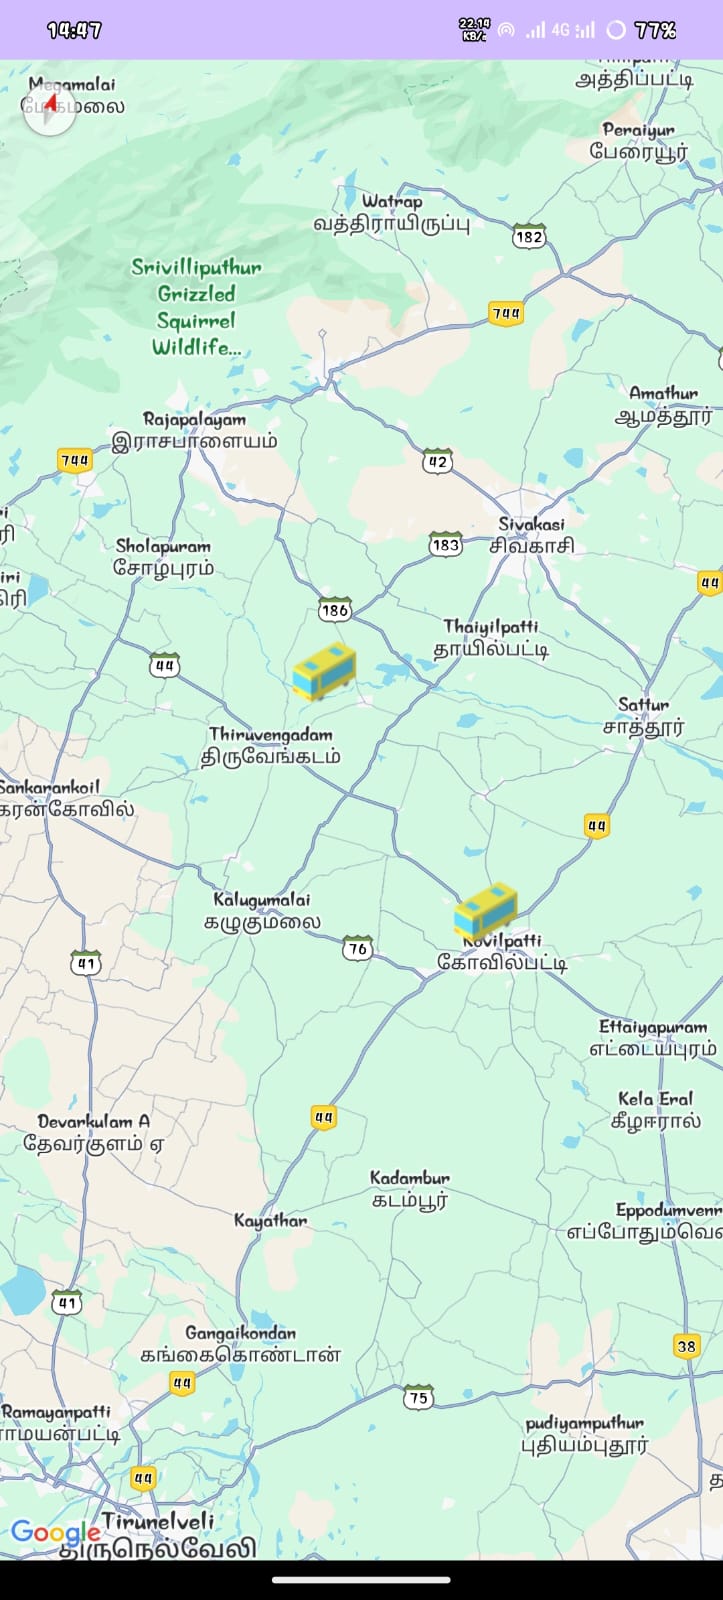 14:47
22.14
KB/s
4G
77%
Megamalai
மேகமலை
அத்திப்பட்டி
Peraiyur
பேரையூர்
Watrap
வத்திராயிருப்பு
182
Srivilliputhur
Grizzled
Squirrel
Wildlife...
744
Amathur
ஆமத்தூர்
Rajapalayam
இராசபாளையம்
744
42
Sivakasi
சிவகாசி
183
Sholapuram
சோழபுரம்
44
186
Thaiyilpatti
தாயில்பட்டி
44
Sattur
சாத்தூர்
Thiruvengadam
திருவேங்கடம்
Sankarankoil
கரன்கோவில்
44
Kalugumalai
கழுகுமலை
76
Kovilpatti
கோவில்பட்டி
41
Ettaiyapuram
எட்டையபுரம்
Kela Eral
கீழஈரால்
44
Devarkulam A
தேவர்குளம் ஏ
Kadambur
கடம்பூர்
Kayathar
Eppodumvenr
எப்போதும்வெ
41
Gangaikondan
கங்கைகொண்டான்
38
44
75
Ramayanpatti
ராமயன்பட்டி
pudiyamputhur
புதியம்புதூர்
44
Tirunelveli
திருநெல்வேலி
Google